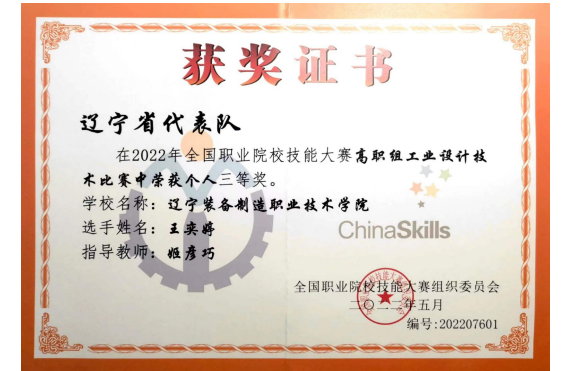 获奖证书
辽宁省代表队
在2022年全国职业院校技能大赛高职组工业设计技
术比赛中荣获个人三等奖。
学校名称：辽宁装备制造职业技术学院
选手姓名：王奕婷
指导教师：姬彦巧
ChinaSkills
全国职业院校技能大赛组织委员会
二〇二二年五月
编号:202207601